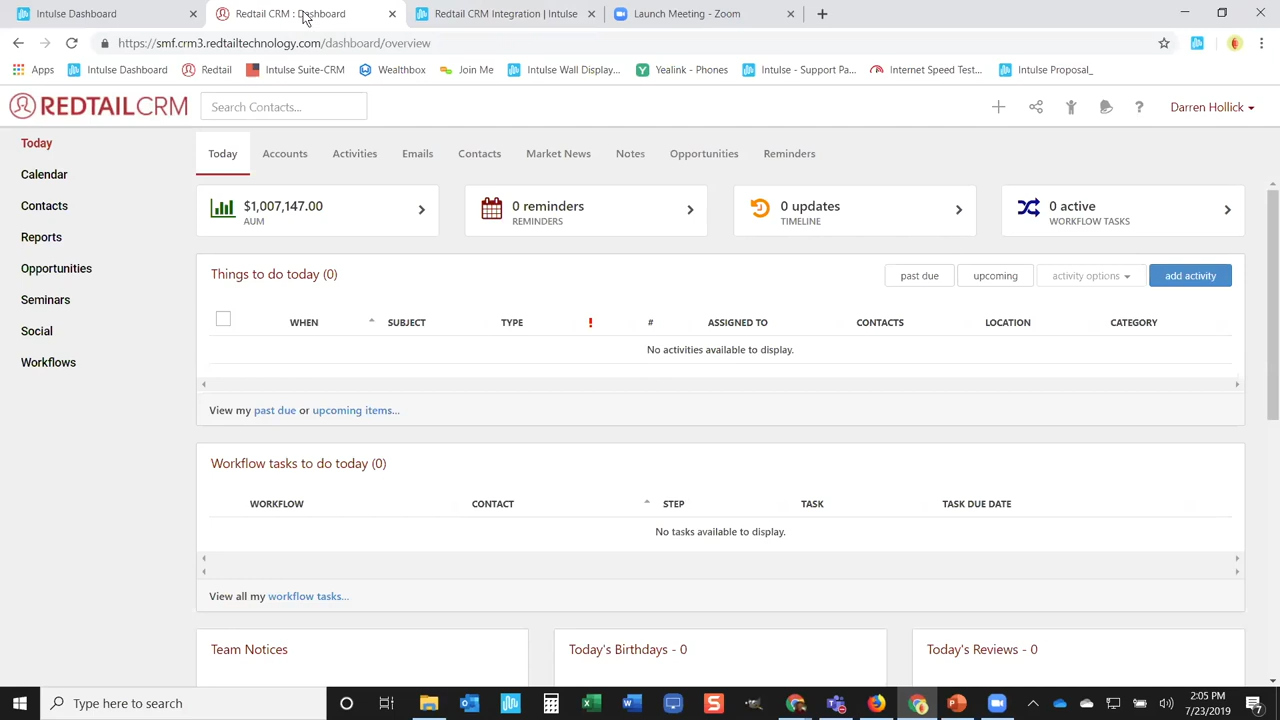 Intulse Dashboard
Redtail CRM : Dashboard
Redtail CRM Integration | Intulse
Launch Meeting - Zoom
https://smf.crm3.redtailtechnology.com/dashboard/overview
Apps
Intulse Dashboard
Redtail
Intulse Suite-CRM
Wealthbox
Join Me
Intulse Wall Display...
Yealink - Phones
Intulse - Support Pa...
Internet Speed Test...
Intulse Proposal_
REDTAILCRM
Search Contacts...
Darren Hollick
Today
Calendar
Contacts
Reports
Opportunities
Seminars
Social
Workflows
Today
Accounts
Activities
Emails
Contacts
Market News
Notes
Opportunities
Reminders
$1,007,147.00
AUM
0 reminders
REMINDERS
0 updates
TIMELINE
0 active
WORKFLOW TASKS
Things to do today (0)
past due
upcoming
activity options
add activity
WHEN
SUBJECT
TYPE
!
#
ASSIGNED TO
CONTACTS
LOCATION
CATEGORY
No activities available to display.
View my past due or upcoming items...
Workflow tasks to do today (0)
WORKFLOW
CONTACT
STEP
TASK
TASK DUE DATE
No tasks available to display.
View all my workflow tasks...
Team Notices
Today's Birthdays - 0
Today's Reviews - 0
Type here to search
2:05 PM
7/23/2019
7